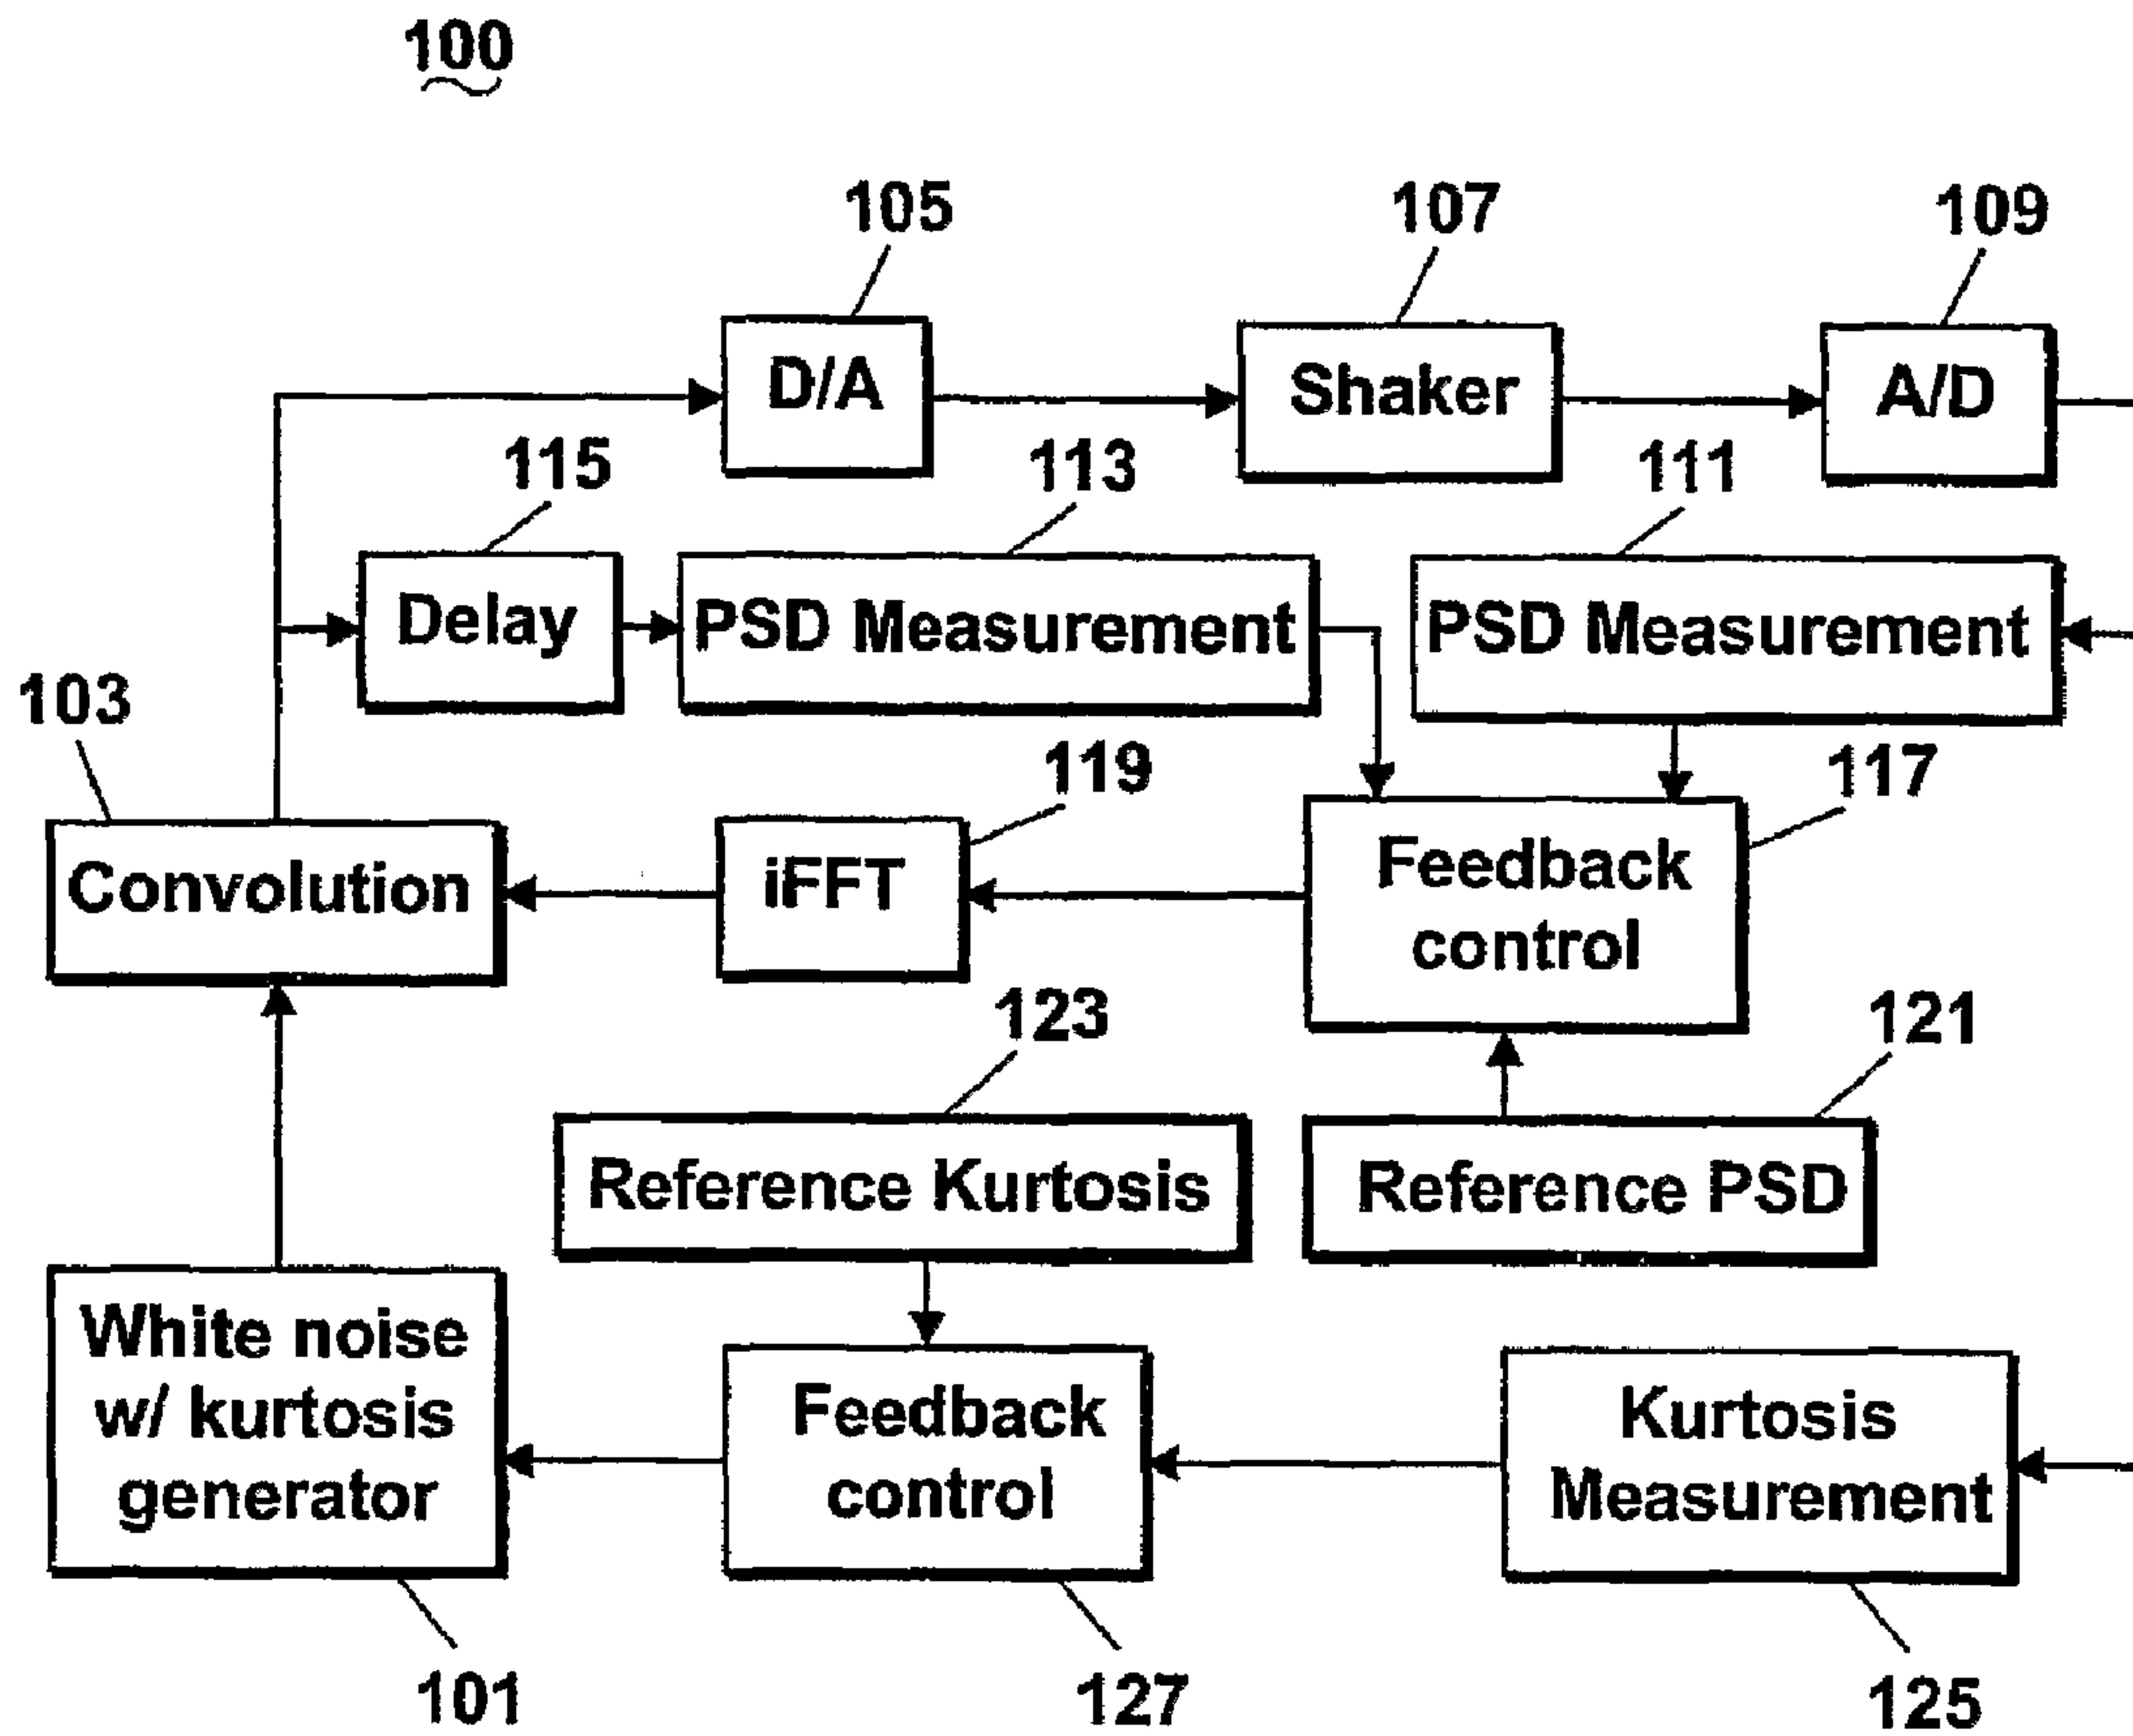 100
105
107
109
D/A
Shaker
A/D
115
113
111
Delay
PSD Measurement
PSD Measurement
103
119
117
Convolution
iFFT
Feedback
control
123
121
Reference Kurtosis
Reference PSD
White noise
w/ kurtosis
generator
Feedback
control
Kurtosis
Measurement
101
127
125